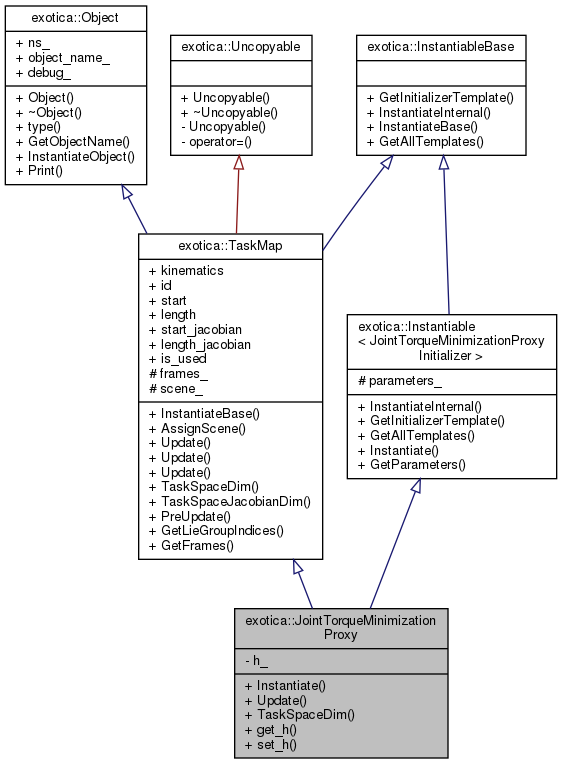 exotica::Object
+ ns_
+ object_name_
+ debug_
+ Object()
+ ~Object()
+ type()
+ GetObjectName()
+ InstantiateObject()
+ Print()
exotica::Uncopyable
+ Uncopyable()
+ ~Uncopyable()
- Uncopyable()
- operator=()
exotica::InstantiableBase
+ GetInitializerTemplate()
+ InstantiateInternal()
+ InstantiateBase()
+ GetAllTemplates()
exotica::TaskMap
+ kinematics
+ id
+ start
+ length
+ start_jacobian
+ length_jacobian
+ is_used
# frames_
# scene_
+ InstantiateBase()
+ AssignScene()
+ Update()
+ Update()
+ Update()
+ TaskSpaceDim()
+ TaskSpaceJacobianDim()
+ PreUpdate()
+ GetLieGroupIndices()
+ GetFrames()
exotica::Instantiable
< JointTorqueMinimizationProxy
Initializer >
# parameters_
+ InstantiateInternal()
+ GetInitializerTemplate()
+ GetAllTemplates()
+ Instantiate()
+ GetParameters()
exotica::JointTorqueMinimization
Proxy
- h_
+ Instantiate()
+ Update()
+ TaskSpaceDim()
+ get_h()
+ set_h()